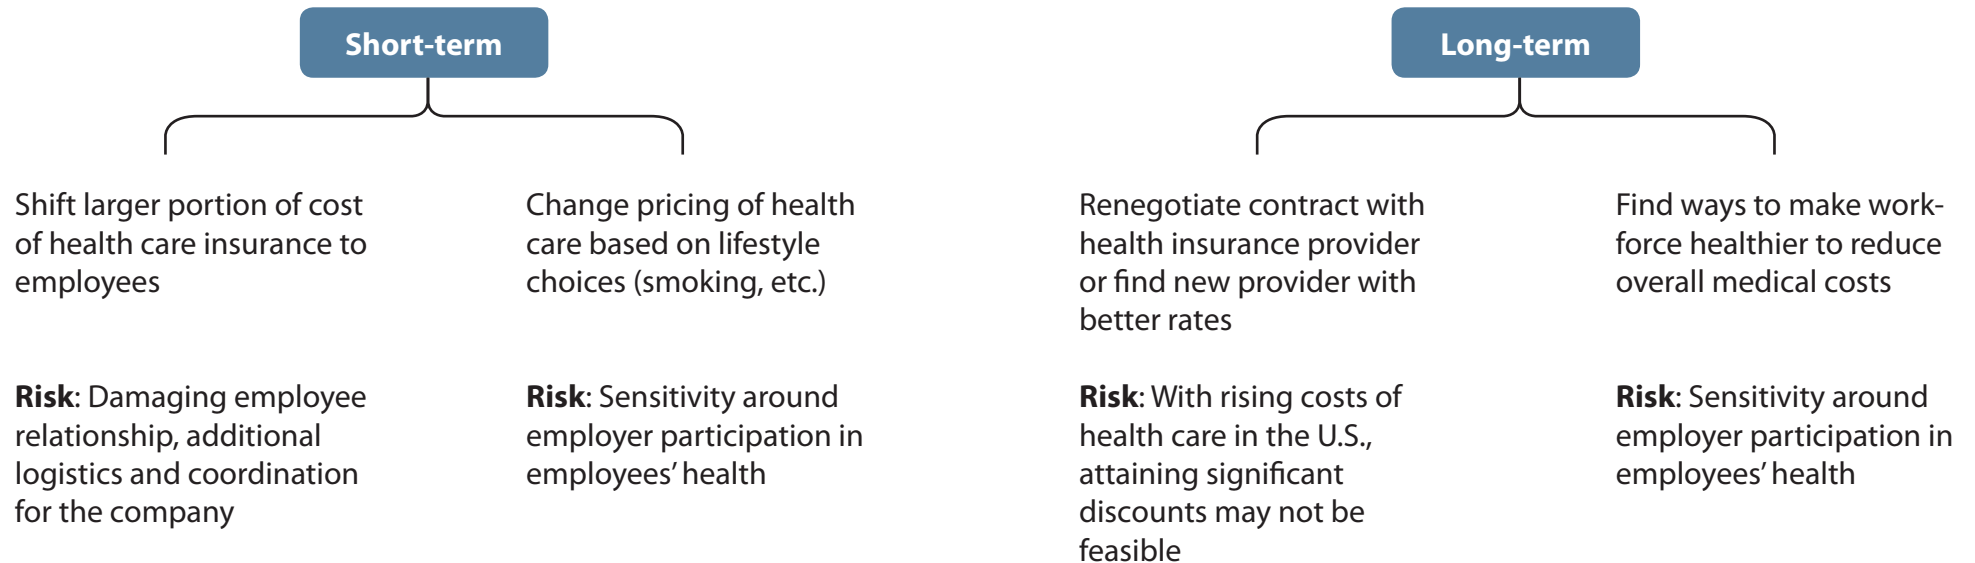 Short-term
Shift larger portion of cost
of health care insurance to
employees
Risk: Damaging employee
relationship, additional
logistics and coordination
for the company
Change pricing of health
care based on lifestyle
choices (smoking, etc.)
Risk: Sensitivity around
employer participation in
employees’ health
Long-term
Renegotiate contract with
health insurance provider
or find new provider with
better rates
Risk: With rising costs of
health care in the U.S.,
attaining significant
discounts may not be
feasible
Find ways to make work-
force healthier to reduce
overall medical costs
Risk: Sensitivity around
employer participation in
employees’ health